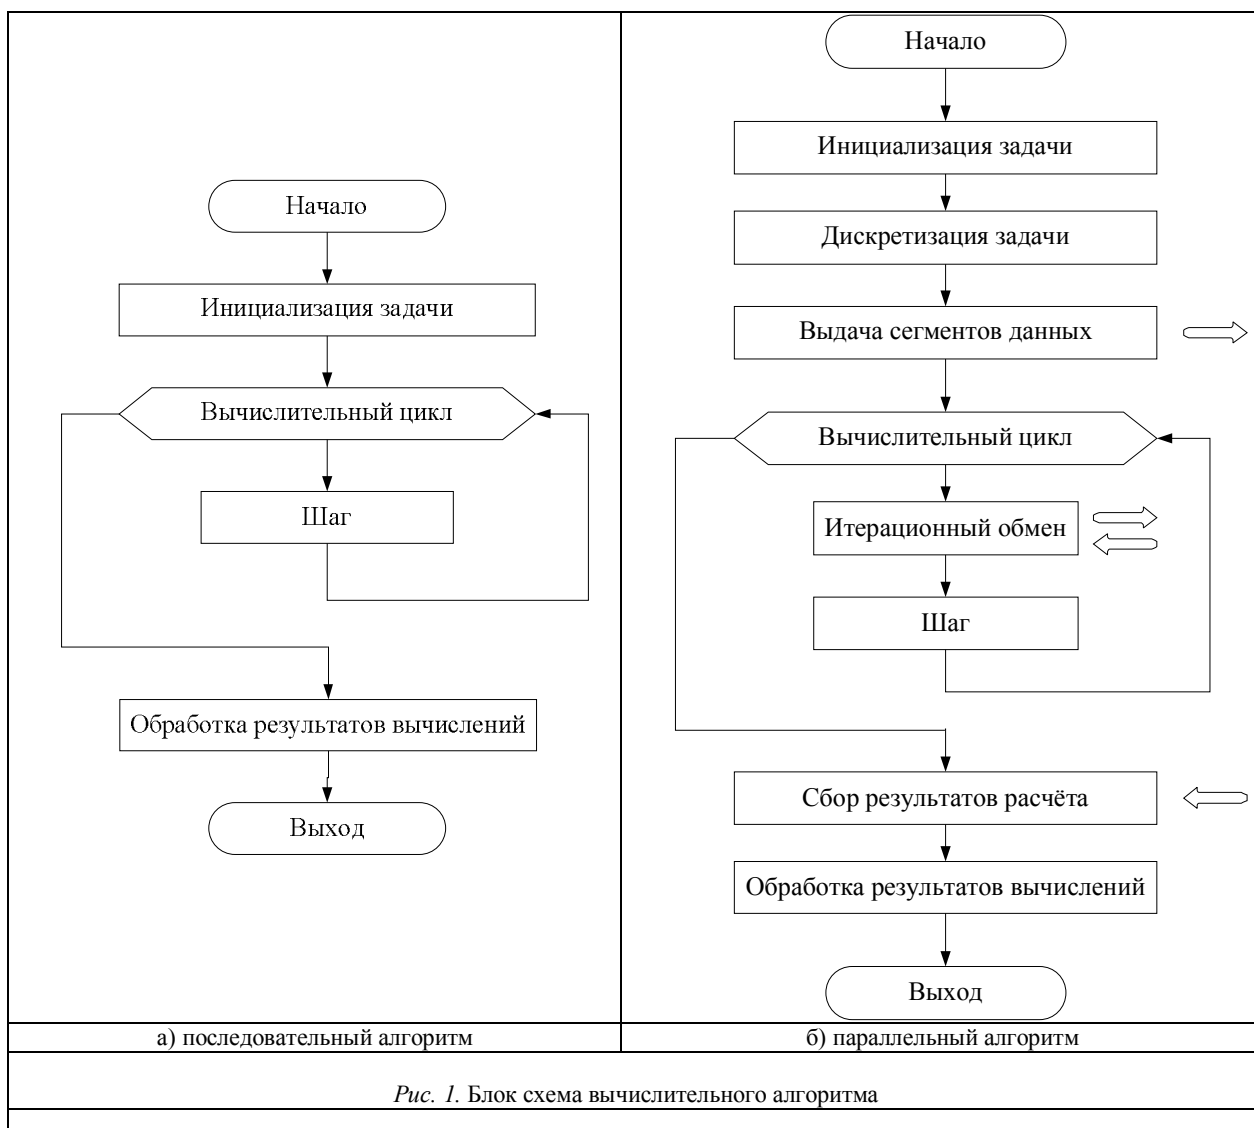 Начало
Инициализация задачи
Вычислительный цикл
Шаг
Обработка результатов вычислений
Выход
а) последовательный алгоритм
Начало
Инициализация задачи
Дискретизация задачи
Выдача сегментов данных
Вычислительный цикл
Итерационный обмен
Шаг
Сбор результатов расчёта
Обработка результатов вычислений
Выход
б) параллельный алгоритм
Рис. 1. Блок схема вычислительного алгоритма